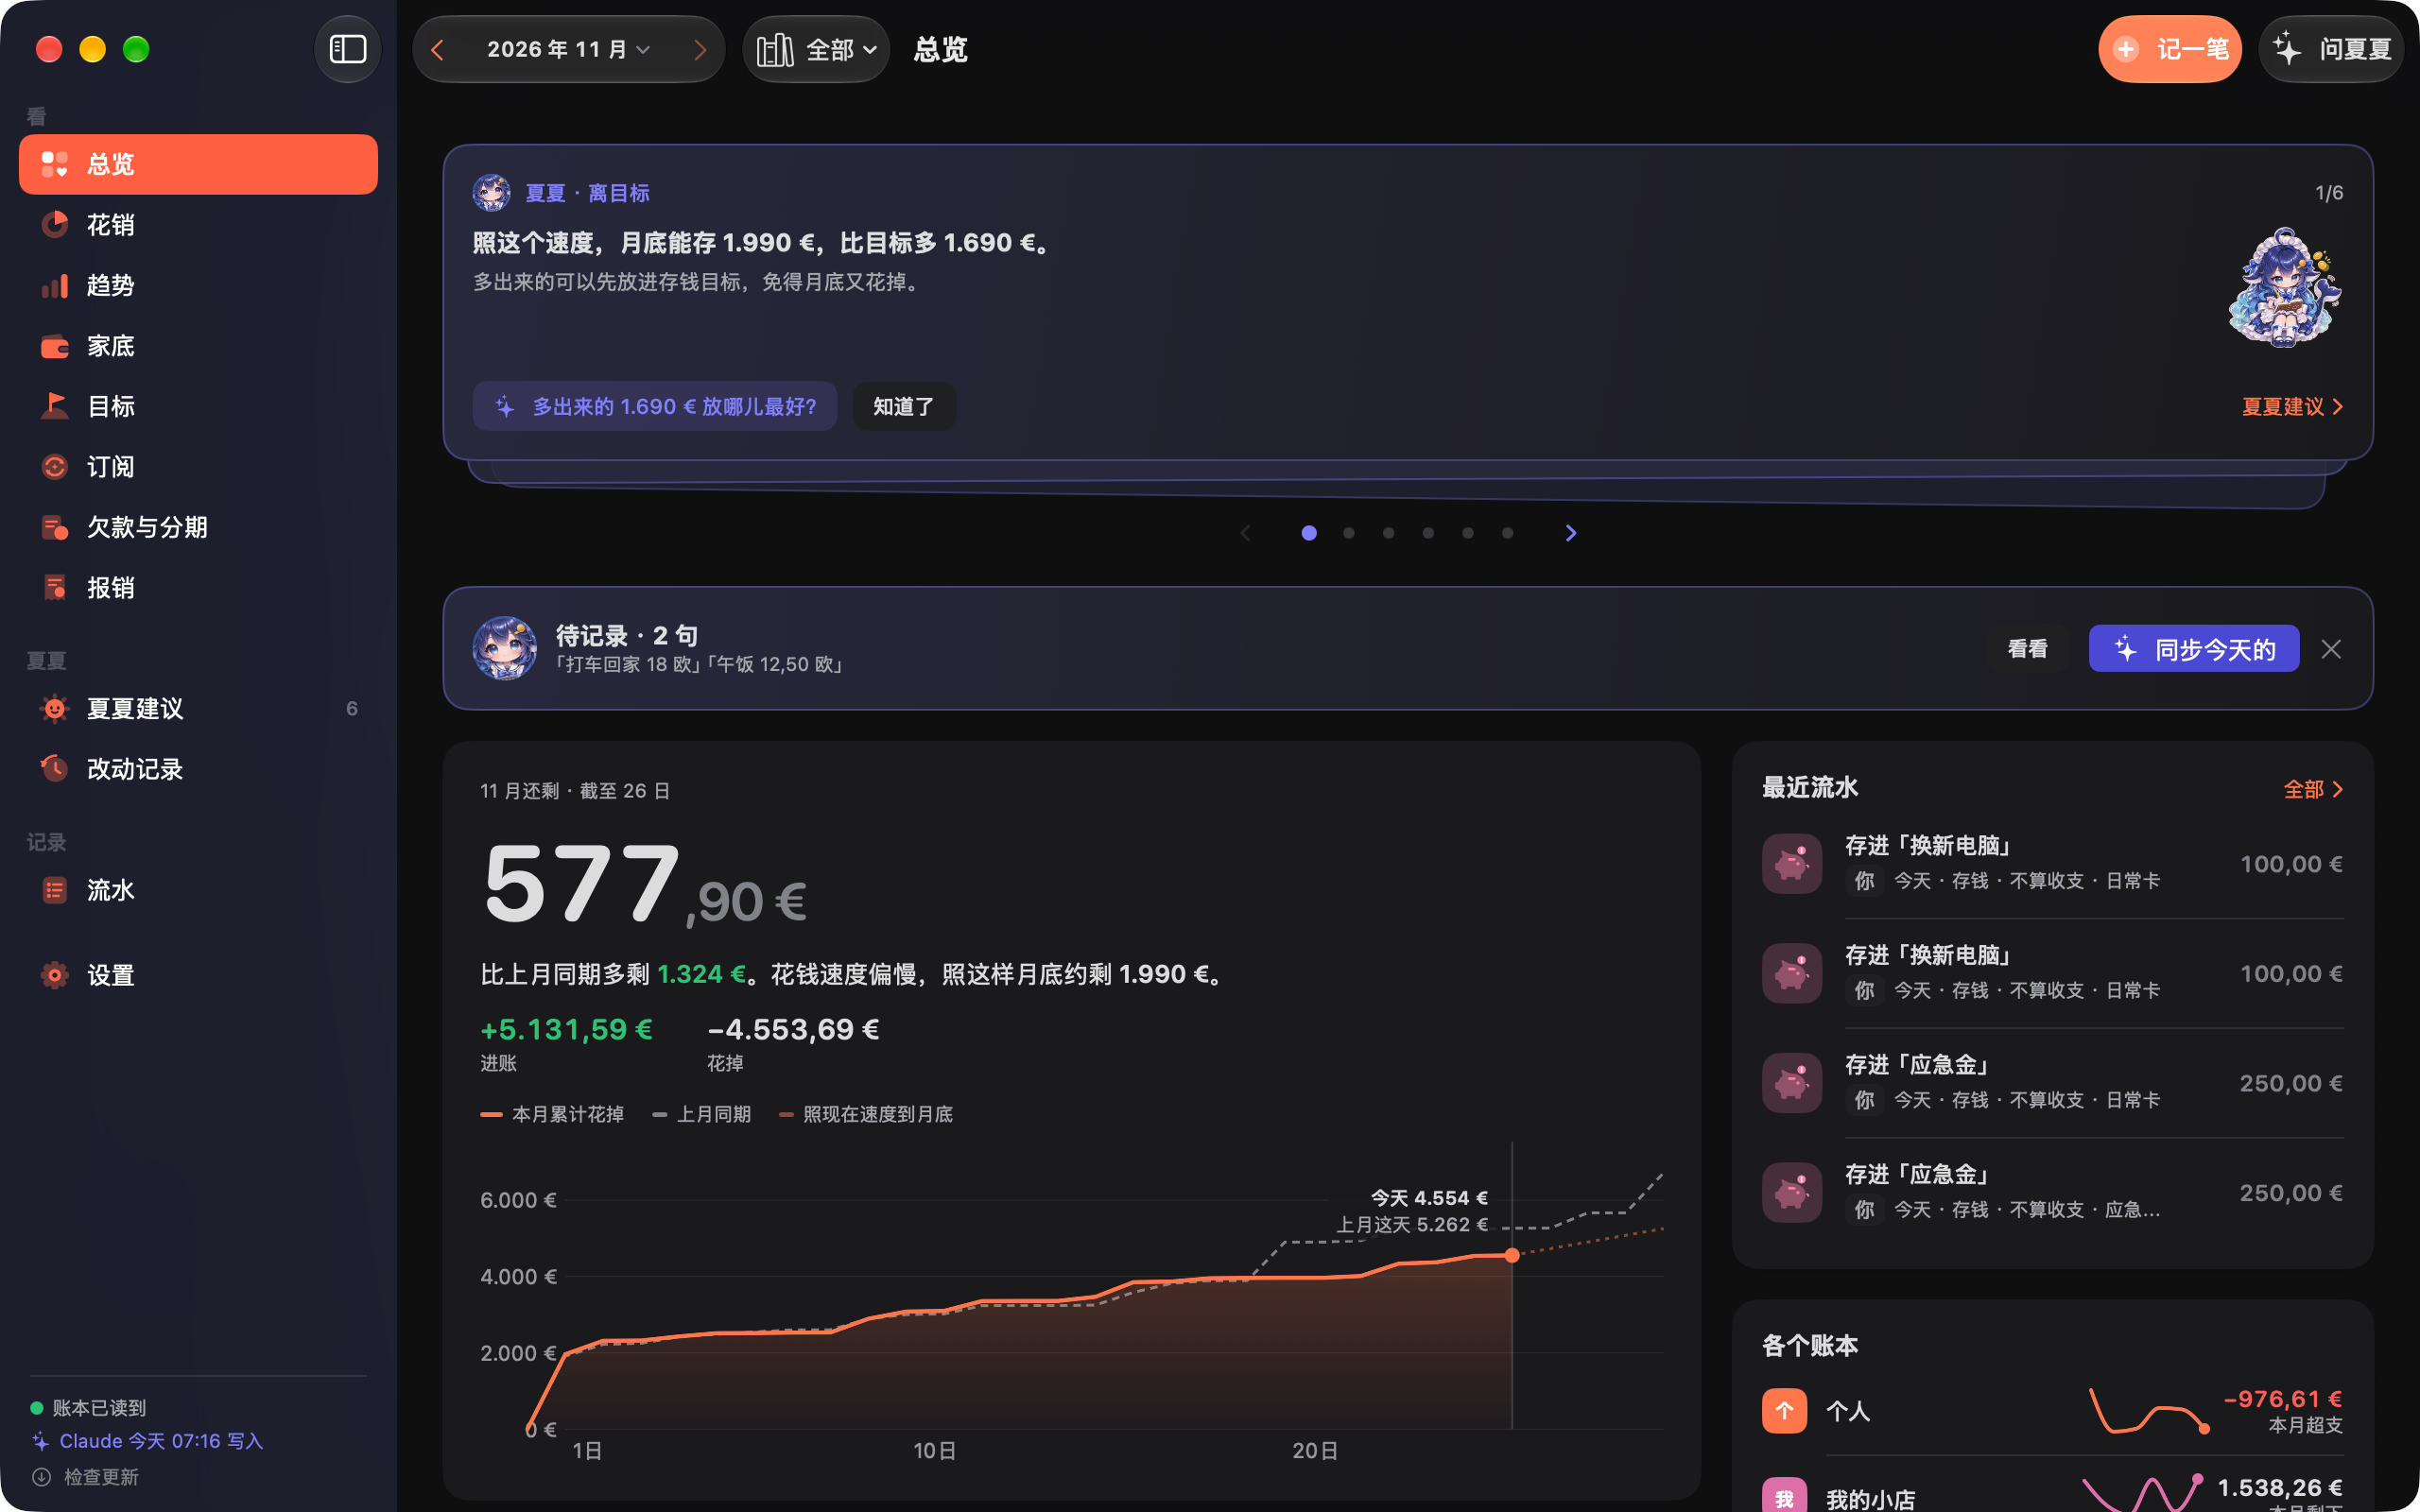 看
总览
花销
趋势
家底
目标
订阅
欠款与分期
报销
夏夏
夏夏建议
6
改动记录
记录
流水
设置
账本已读到
Claude 今天 07:16 写入
检查更新
2026 年 11 月
全部
总览
记一笔
问夏夏
夏夏 · 离目标
1/6
照这个速度，月底能存 1.990 €，比目标多 1.690 €。
多出来的可以先放进存钱目标，免得月底又花掉。
多出来的 1.690 € 放哪儿最好?
知道了
夏夏建议
待记录 · 2 句
「打车回家 18 欧」「午饭 12,50 欧」
看看
同步今天的
11 月还剩 · 截至 26 日
577,90 €
比上月同期多剩 1.324 €。花钱速度偏慢，照这样月底约剩 1.990 €。
+5.131,59 €
进账
−4.553,69 €
花掉
本月累计花掉
上月同期
照现在速度到月底
今天 4.554 €
上月这天 5.262 €
6.000 €
4.000 €
2.000 €
0 €
1日
10日
20日
最近流水
全部
存进「换新电脑」
你 今天 · 存钱 · 不算收支 · 日常卡
100,00 €
存进「换新电脑」
你 今天 · 存钱 · 不算收支 · 日常卡
100,00 €
存进「应急金」
你 今天 · 存钱 · 不算收支 · 日常卡
250,00 €
存进「应急金」
你 今天 · 存钱 · 不算收支 · 应急…
250,00 €
各个账本
个
个人
−976,61 €
本月超支
我
我的小店
1.538,26 €